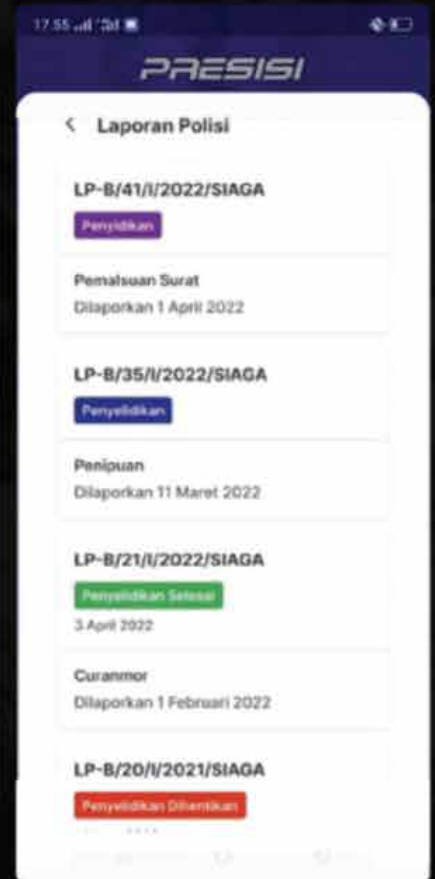 17.55
PRESISI
Laporan Polisi
LP-B/41/I/2022/SIAGA
Penyidikan
Pemalsuan Surat
Dilaporkan 1 April 2022
LP-B/35/I/2022/SIAGA
Penyelidikan
Penipuan
Dilaporkan 11 Maret 2022
LP-B/21/I/2022/SIAGA
Penyelidikan Selesai
3 April 2022
Curanmor
Dilaporkan 1 Februari 2022
LP-B/20/I/2021/SIAGA
Penyelidikan Dihentikan